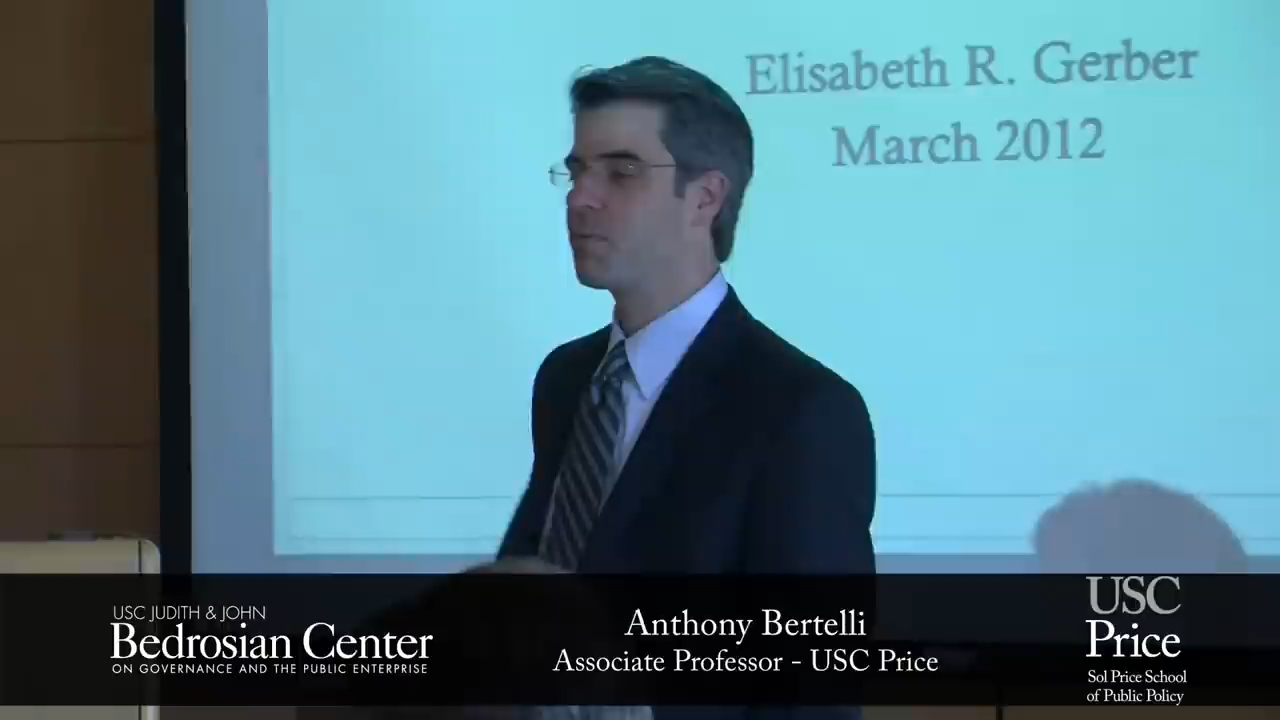 Elisabeth R. Gerber
March 2012
USC JUDITH & JOHN
Bedrosian Center
ON GOVERNANCE AND THE PUBLIC ENTERPRISE
Anthony Bertelli
Associate Professor - USC Price
USC
Price
Sol Price School
of Public Policy